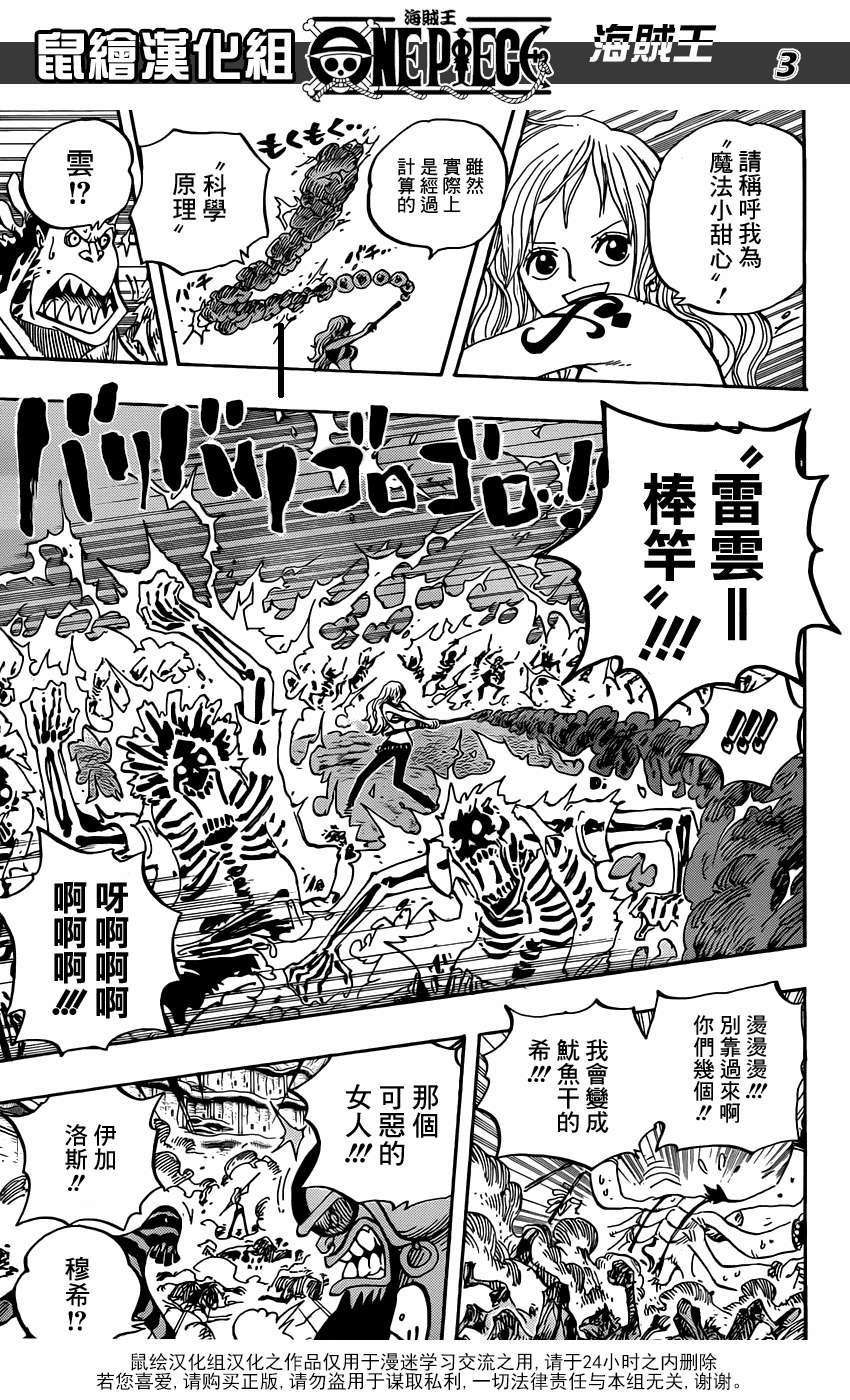 鼠繪漢化組
海賊王
ONE PIECE
海賊王
3
請稱呼我為
〝魔法小甜心〞!
雖然
實際上
是經過
計算的
〝科學
原理〞
もくもく‥
バチ
バチ
雲!?
〝雷雲=
棒竿〞!!!
バリバリ
ゴロゴロ‥!
!!!!
呀啊啊啊
啊啊啊!!!
燙燙燙!!!
別靠過來啊
你們幾個!!
我會變成
魷魚干的
希!!!
那個
可惡的
女人!!!
伊加
洛斯!!
穆希!?
鼠绘汉化组汉化之作品仅用于漫迷学习交流之用, 请于24小时之内删除
若您喜爱, 请购买正版, 请勿盗用于谋取私利, 一切法律责任与本组无关, 谢谢。